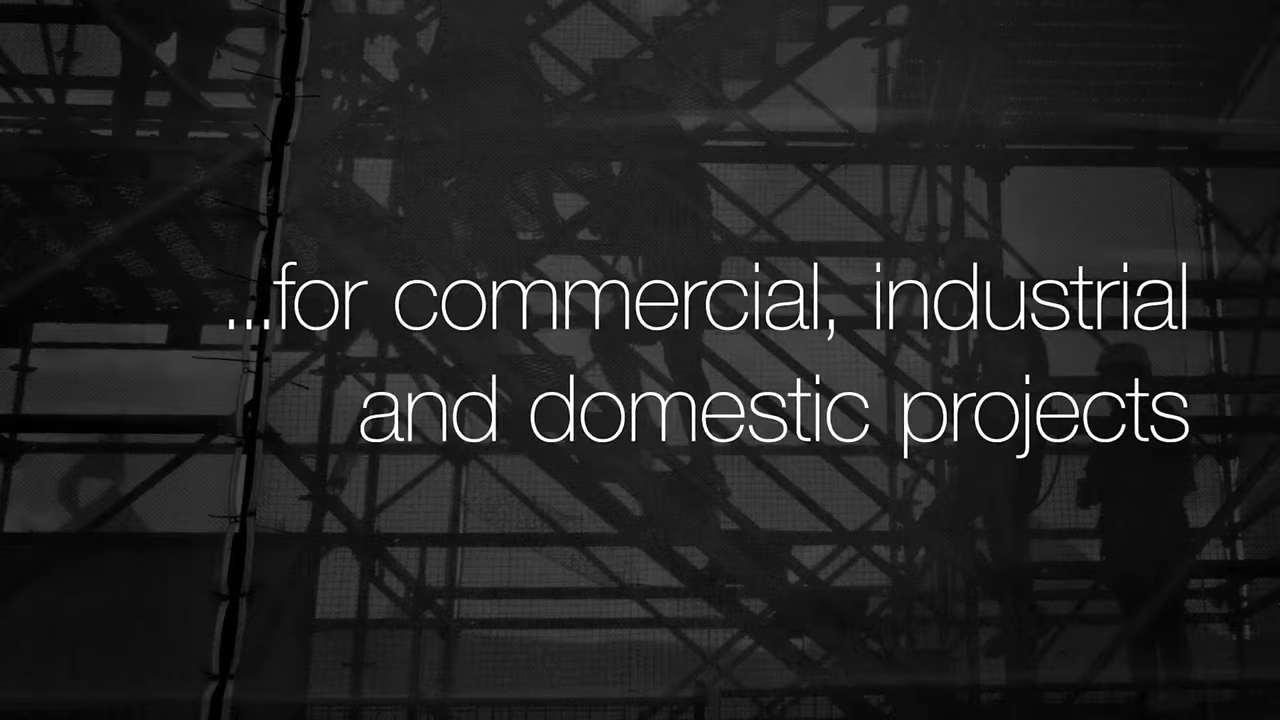 ...for commercial, industrial
and domestic projects